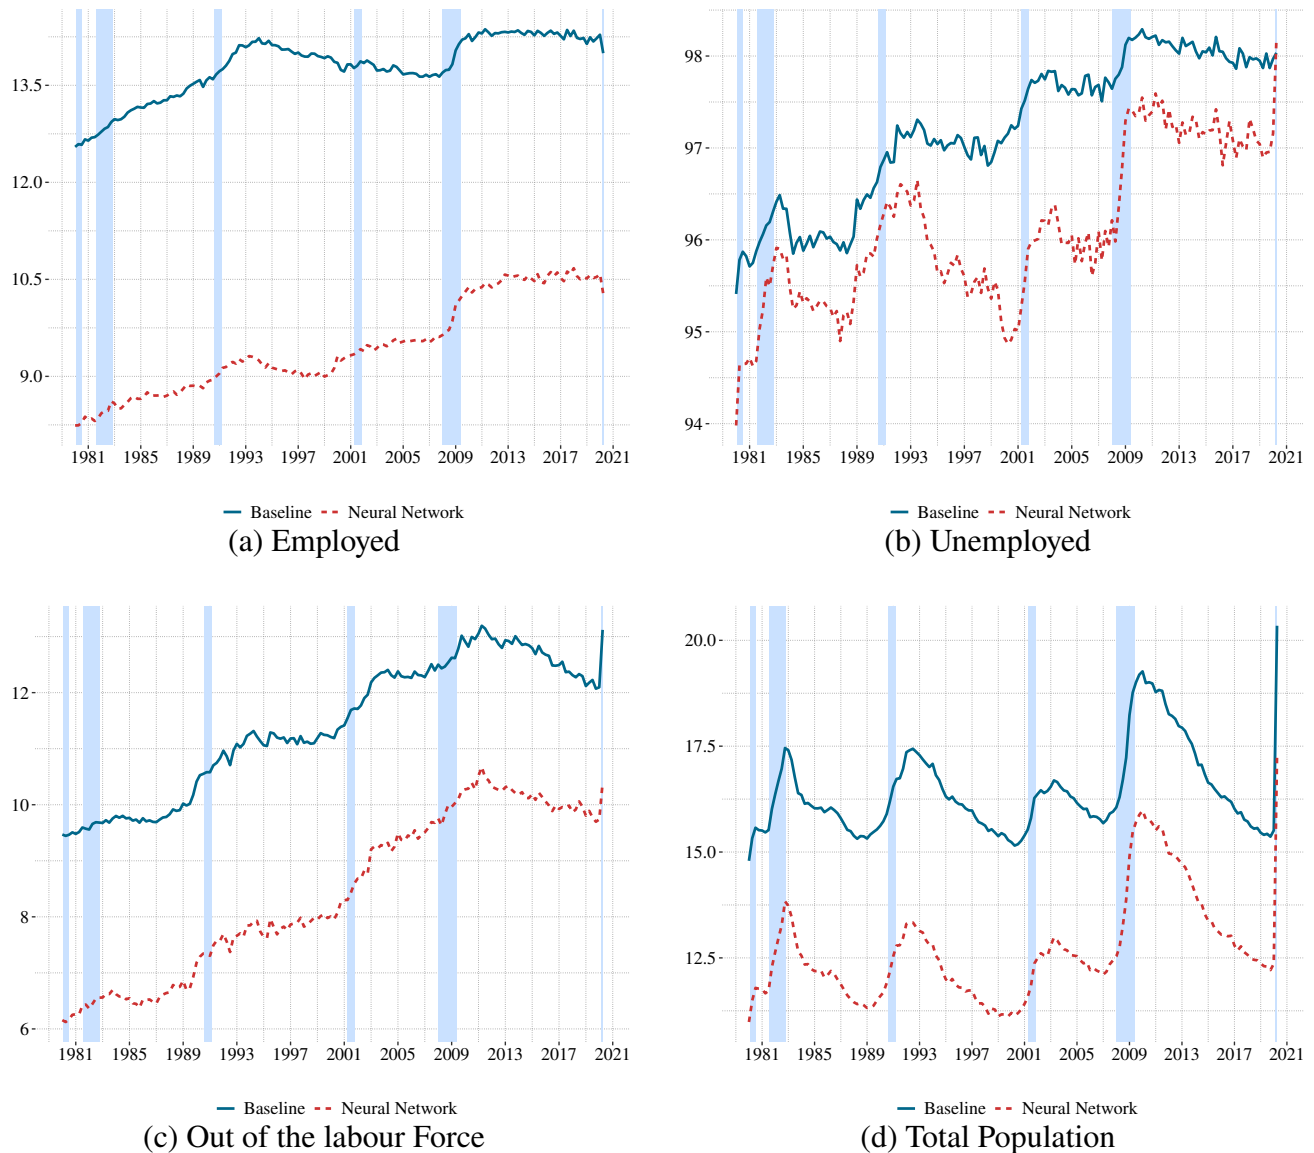 13.5
12.0
10.5
9.0
1981 1985 1989 1993 1997 2001 2005 2009 2013 2017 2021
Baseline Neural Network
(a) Employed
98
97
96
95
94
1981 1985 1989 1993 1997 2001 2005 2009 2013 2017 2021
Baseline Neural Network
(b) Unemployed
12
10
8
6
1981 1985 1989 1993 1997 2001 2005 2009 2013 2017 2021
Baseline Neural Network
(c) Out of the labour Force
20.0
17.5
15.0
12.5
1981 1985 1989 1993 1997 2001 2005 2009 2013 2017 2021
Baseline Neural Network
(d) Total Population